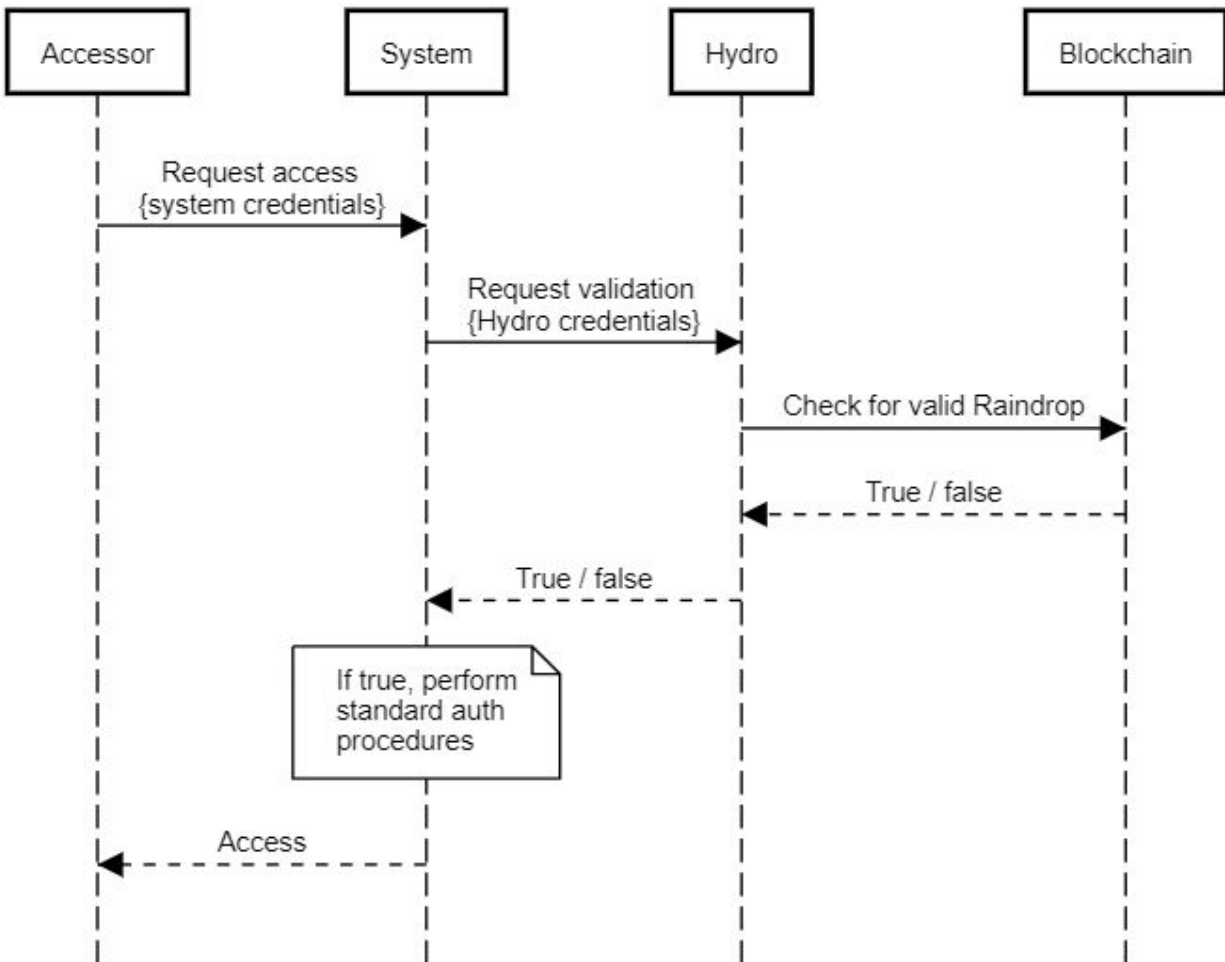 Accessor
System
Hydro
Blockchain
Request access
{system credentials}
Request validation
{Hydro credentials}
Check for valid Raindrop
True / false
True / false
If true, perform
standard auth
procedures
Access